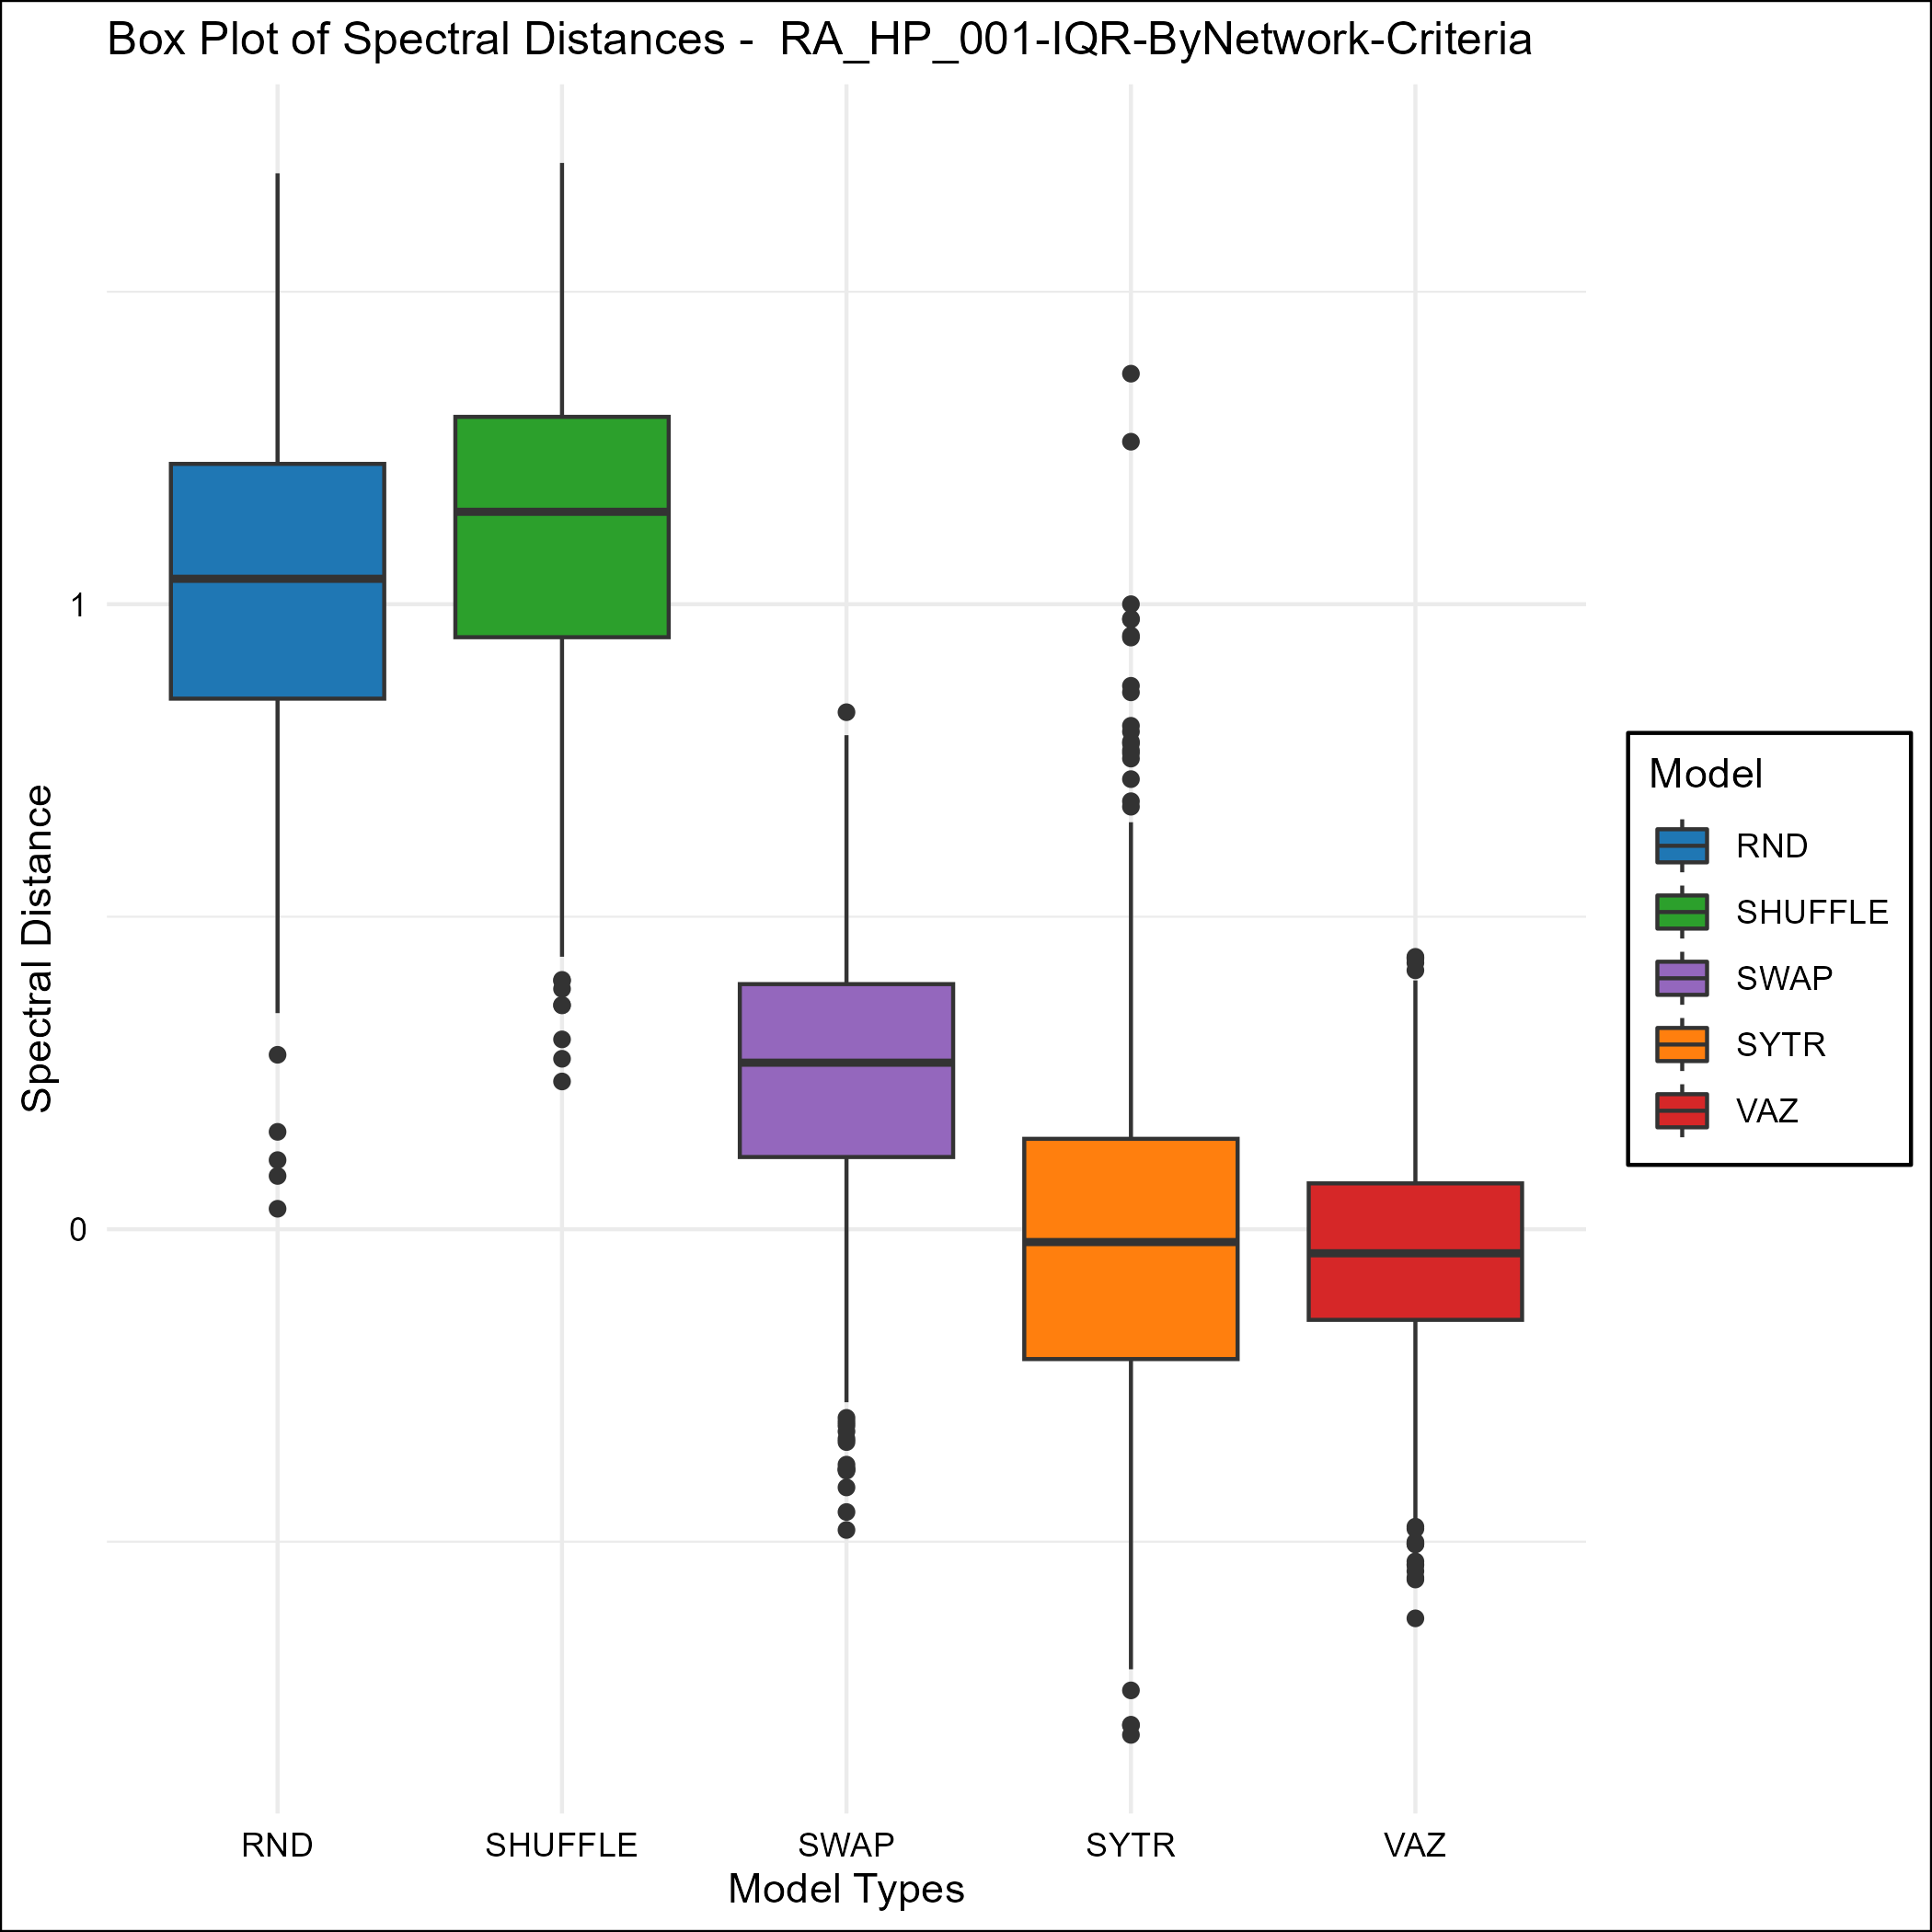 Box Plot of Spectral Distances -  RA_HP_001-IQR-ByNetwork-Criteria
Spectral Distance
1
0
RND
SHUFFLE
SWAP
SYTR
VAZ
Model Types
Model
RND
SHUFFLE
SWAP
SYTR
VAZ